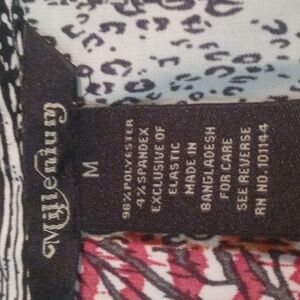 Millenium
M
96% POLYESTER
4% SPANDEX
EXCLUSIVE OF
ELASTIC
MADE IN
BANGLADESH
FOR CARE
SEE REVERSE
RN NO. 101144